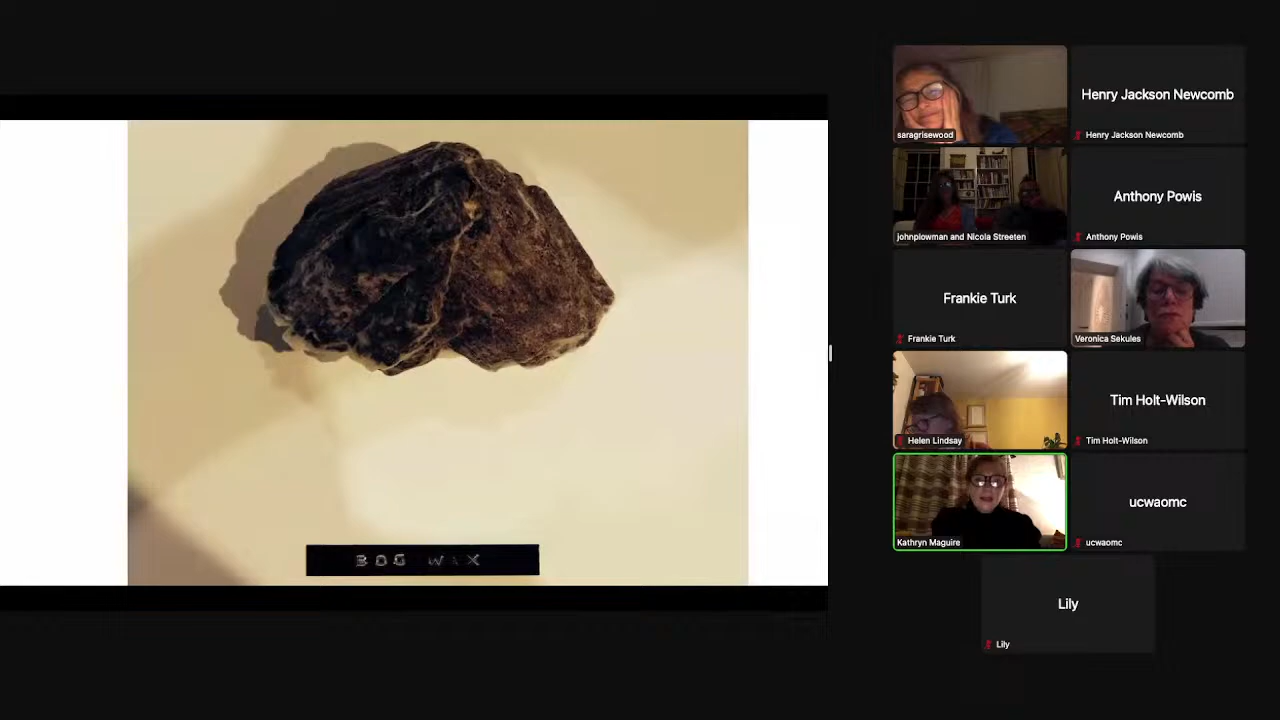 BOG WAX
saragrisewood
Henry Jackson Newcomb
Henry Jackson Newcomb
johnplowman and Nicola Streeten
Anthony Powis
Anthony Powis
Frankie Turk
Frankie Turk
Veronica Sekules
Helen Lindsay
Tim Holt-Wilson
Tim Holt-Wilson
Kathryn Maguire
ucwaomc
ucwaomc
Lily
Lily